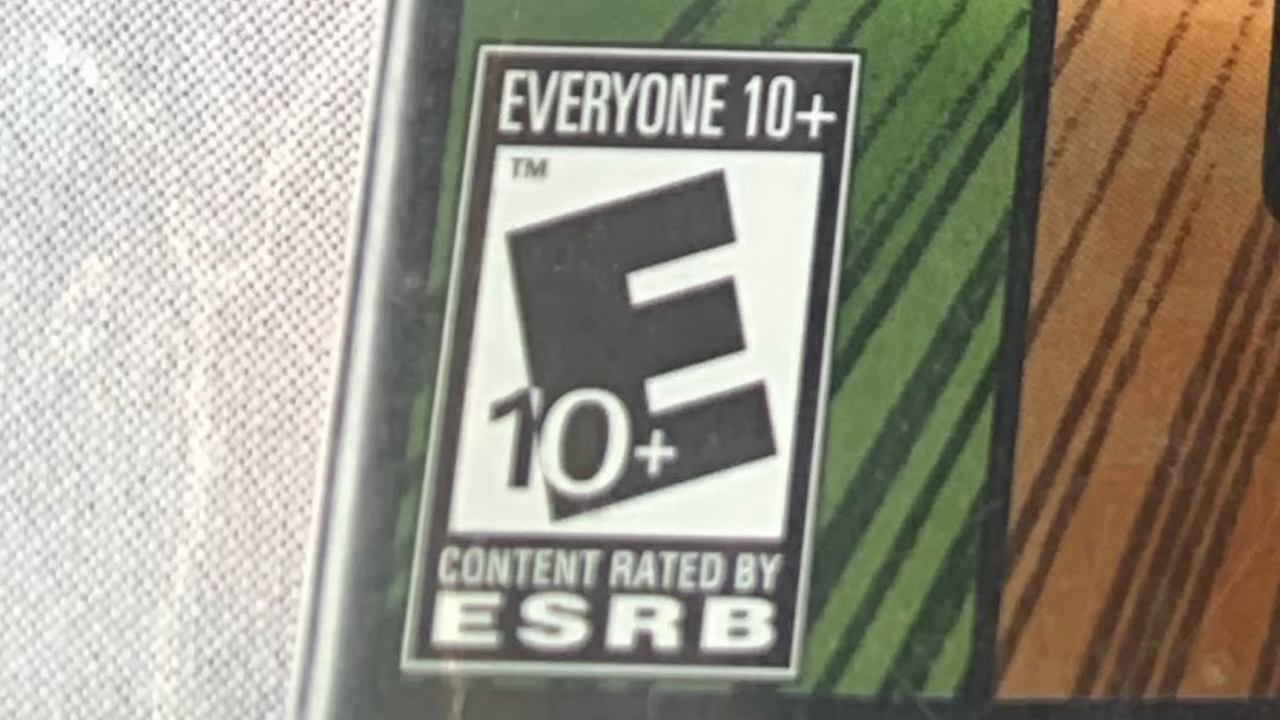 EVERYONE 10+
TM
E
10+
CONTENT RATED BY
ESRB